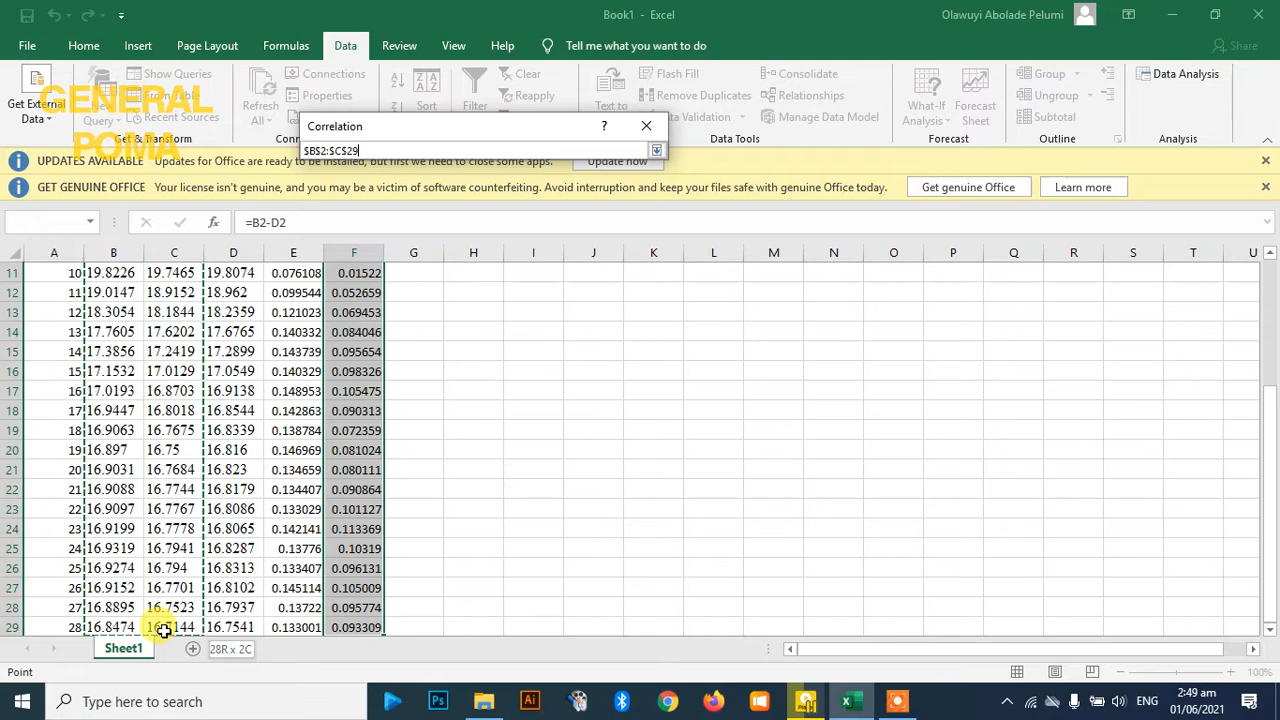 Book1 - Excel
Olawuyi Abolade Pelumi
File Home Insert Page Layout Formulas Data Review View Help Tell me what you want to do Share
Get External Data
New Query
Show Queries
From Table
Recent Sources
Get & Transform
Refresh All
Connections
Properties
Sort
Filter
Clear
Reapply
Text to
Flash Fill
Remove Duplicates
Data Validation
Consolidate
Relationships
Data Tools
What-If Analysis
Forecast Sheet
Forecast
Group
Ungroup
Outline
Data Analysis
Analysis
GENERAL
POMA
Correlation ? 
$B$2:$C$29
UPDATES AVAILABLE Updates for Office are ready to be installed, but first we need to close some apps. Update now
GET GENUINE OFFICE Your license isn't genuine, and you may be a victim of software counterfeiting. Avoid interruption and keep your files safe with genuine Office today. Get genuine Office Learn more
=B2-D2
A B C D E F G H I J K L M N O P Q R S T U
11 10 19.8226 19.7465 19.8074 0.076108 0.01522
12 11 19.0147 18.9152 18.962 0.099544 0.052659
13 12 18.3054 18.1844 18.2359 0.121023 0.069453
14 13 17.7605 17.6202 17.6765 0.140332 0.084046
15 14 17.3856 17.2419 17.2899 0.143739 0.095654
16 15 17.1532 17.0129 17.0549 0.140329 0.098326
17 16 17.0193 16.8703 16.9138 0.148953 0.105475
18 17 16.9447 16.8018 16.8544 0.142863 0.090313
19 18 16.9063 16.7675 16.8339 0.138784 0.072359
20 19 16.897 16.75 16.816 0.146969 0.081024
21 20 16.9031 16.7684 16.823 0.134659 0.080111
22 21 16.9088 16.7744 16.8179 0.134407 0.090864
23 22 16.9097 16.7767 16.8086 0.133029 0.101127
24 23 16.9199 16.7778 16.8065 0.142141 0.113369
25 24 16.9319 16.7941 16.8287 0.13776 0.10319
26 25 16.9274 16.794 16.8313 0.133407 0.096131
27 26 16.9152 16.7701 16.8102 0.145114 0.105009
28 27 16.8895 16.7523 16.7937 0.13722 0.095774
29 28 16.8474 16.7144 16.7541 0.133001 0.093309
Sheet1
28R x 2C
Point
100%
Type here to search
Ps
Ai
ENG
2:49 am
01/06/2021